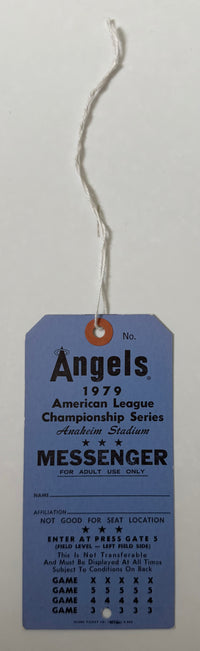 No.
Angels®
1979
American League
Championship Series
Anaheim Stadium
★ ★ ★
MESSENGER
FOR ADULT USE ONLY
NAME
AFFILIATION
NOT GOOD FOR SEAT LOCATION
★ ★ ★
ENTER AT PRESS GATE 5
(FIELD LEVEL — LEFT FIELD SIDE)
This Is Not Transferable
And Must Be Displayed At All Times
Subject To Conditions On Back
GAME X X X X X
GAME 5 5 5 5 5
GAME 4 4 4 4 4
GAME 3 3 3 3